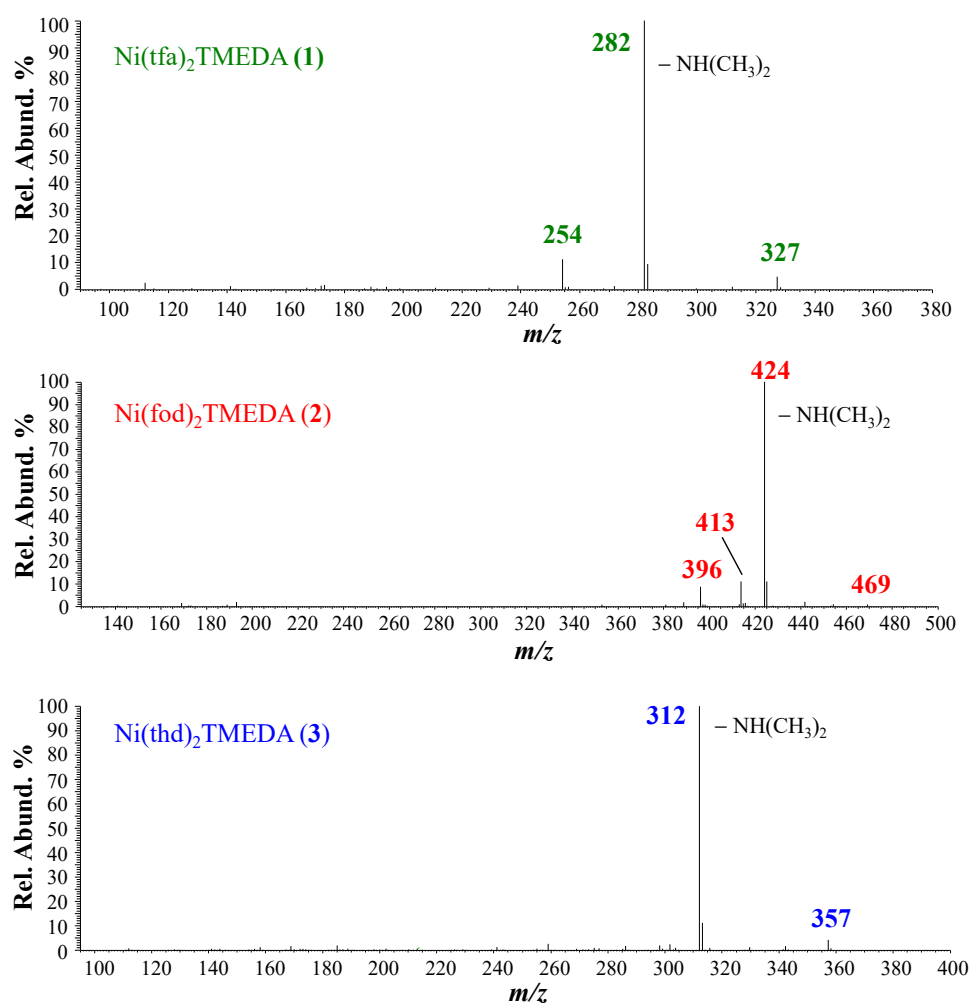 Rel. Abund. %
100
90
80
70
60
50
40
30
20
10
0
Ni(tfa)₂TMEDA (1)
282
– NH(CH₃)₂
254
327
100 120 140 160 180 200 220 240 260 280 300 320 340 360 380
m/z
Rel. Abund. %
100
90
80
70
60
50
40
30
20
10
0
Ni(fod)₂TMEDA (2)
424
– NH(CH₃)₂
413
396
469
140 160 180 200 220 240 260 280 300 320 340 360 380 400 420 440 460 480 500
m/z
Rel. Abund. %
100
90
80
70
60
50
40
30
20
10
0
Ni(thd)₂TMEDA (3)
312
– NH(CH₃)₂
357
100 120 140 160 180 200 220 240 260 280 300 320 340 360 380 400
m/z